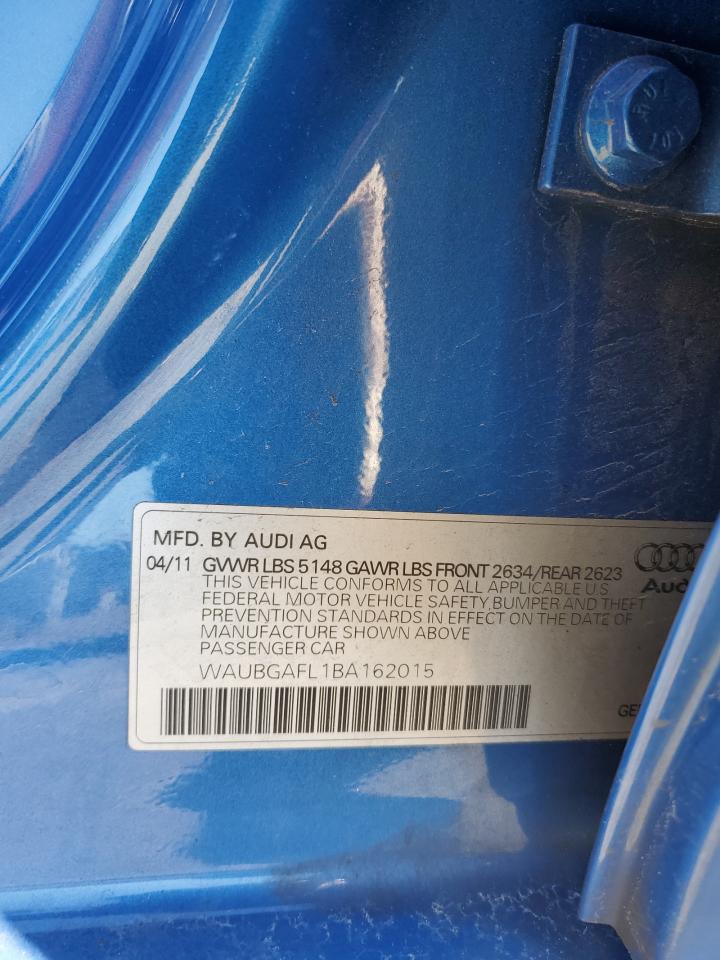 MFD. BY AUDI AG
04/11 GVWR LBS 5148 GAWR LBS FRONT 2634/REAR 2623
THIS VEHICLE CONFORMS TO ALL APPLICABLE U.S
FEDERAL MOTOR VEHICLE SAFETY, BUMPER AND THEFT
PREVENTION STANDARDS IN EFFECT ON THE DATE OF
MANUFACTURE SHOWN ABOVE
PASSENGER CAR
WAUBGAFL1BA162015